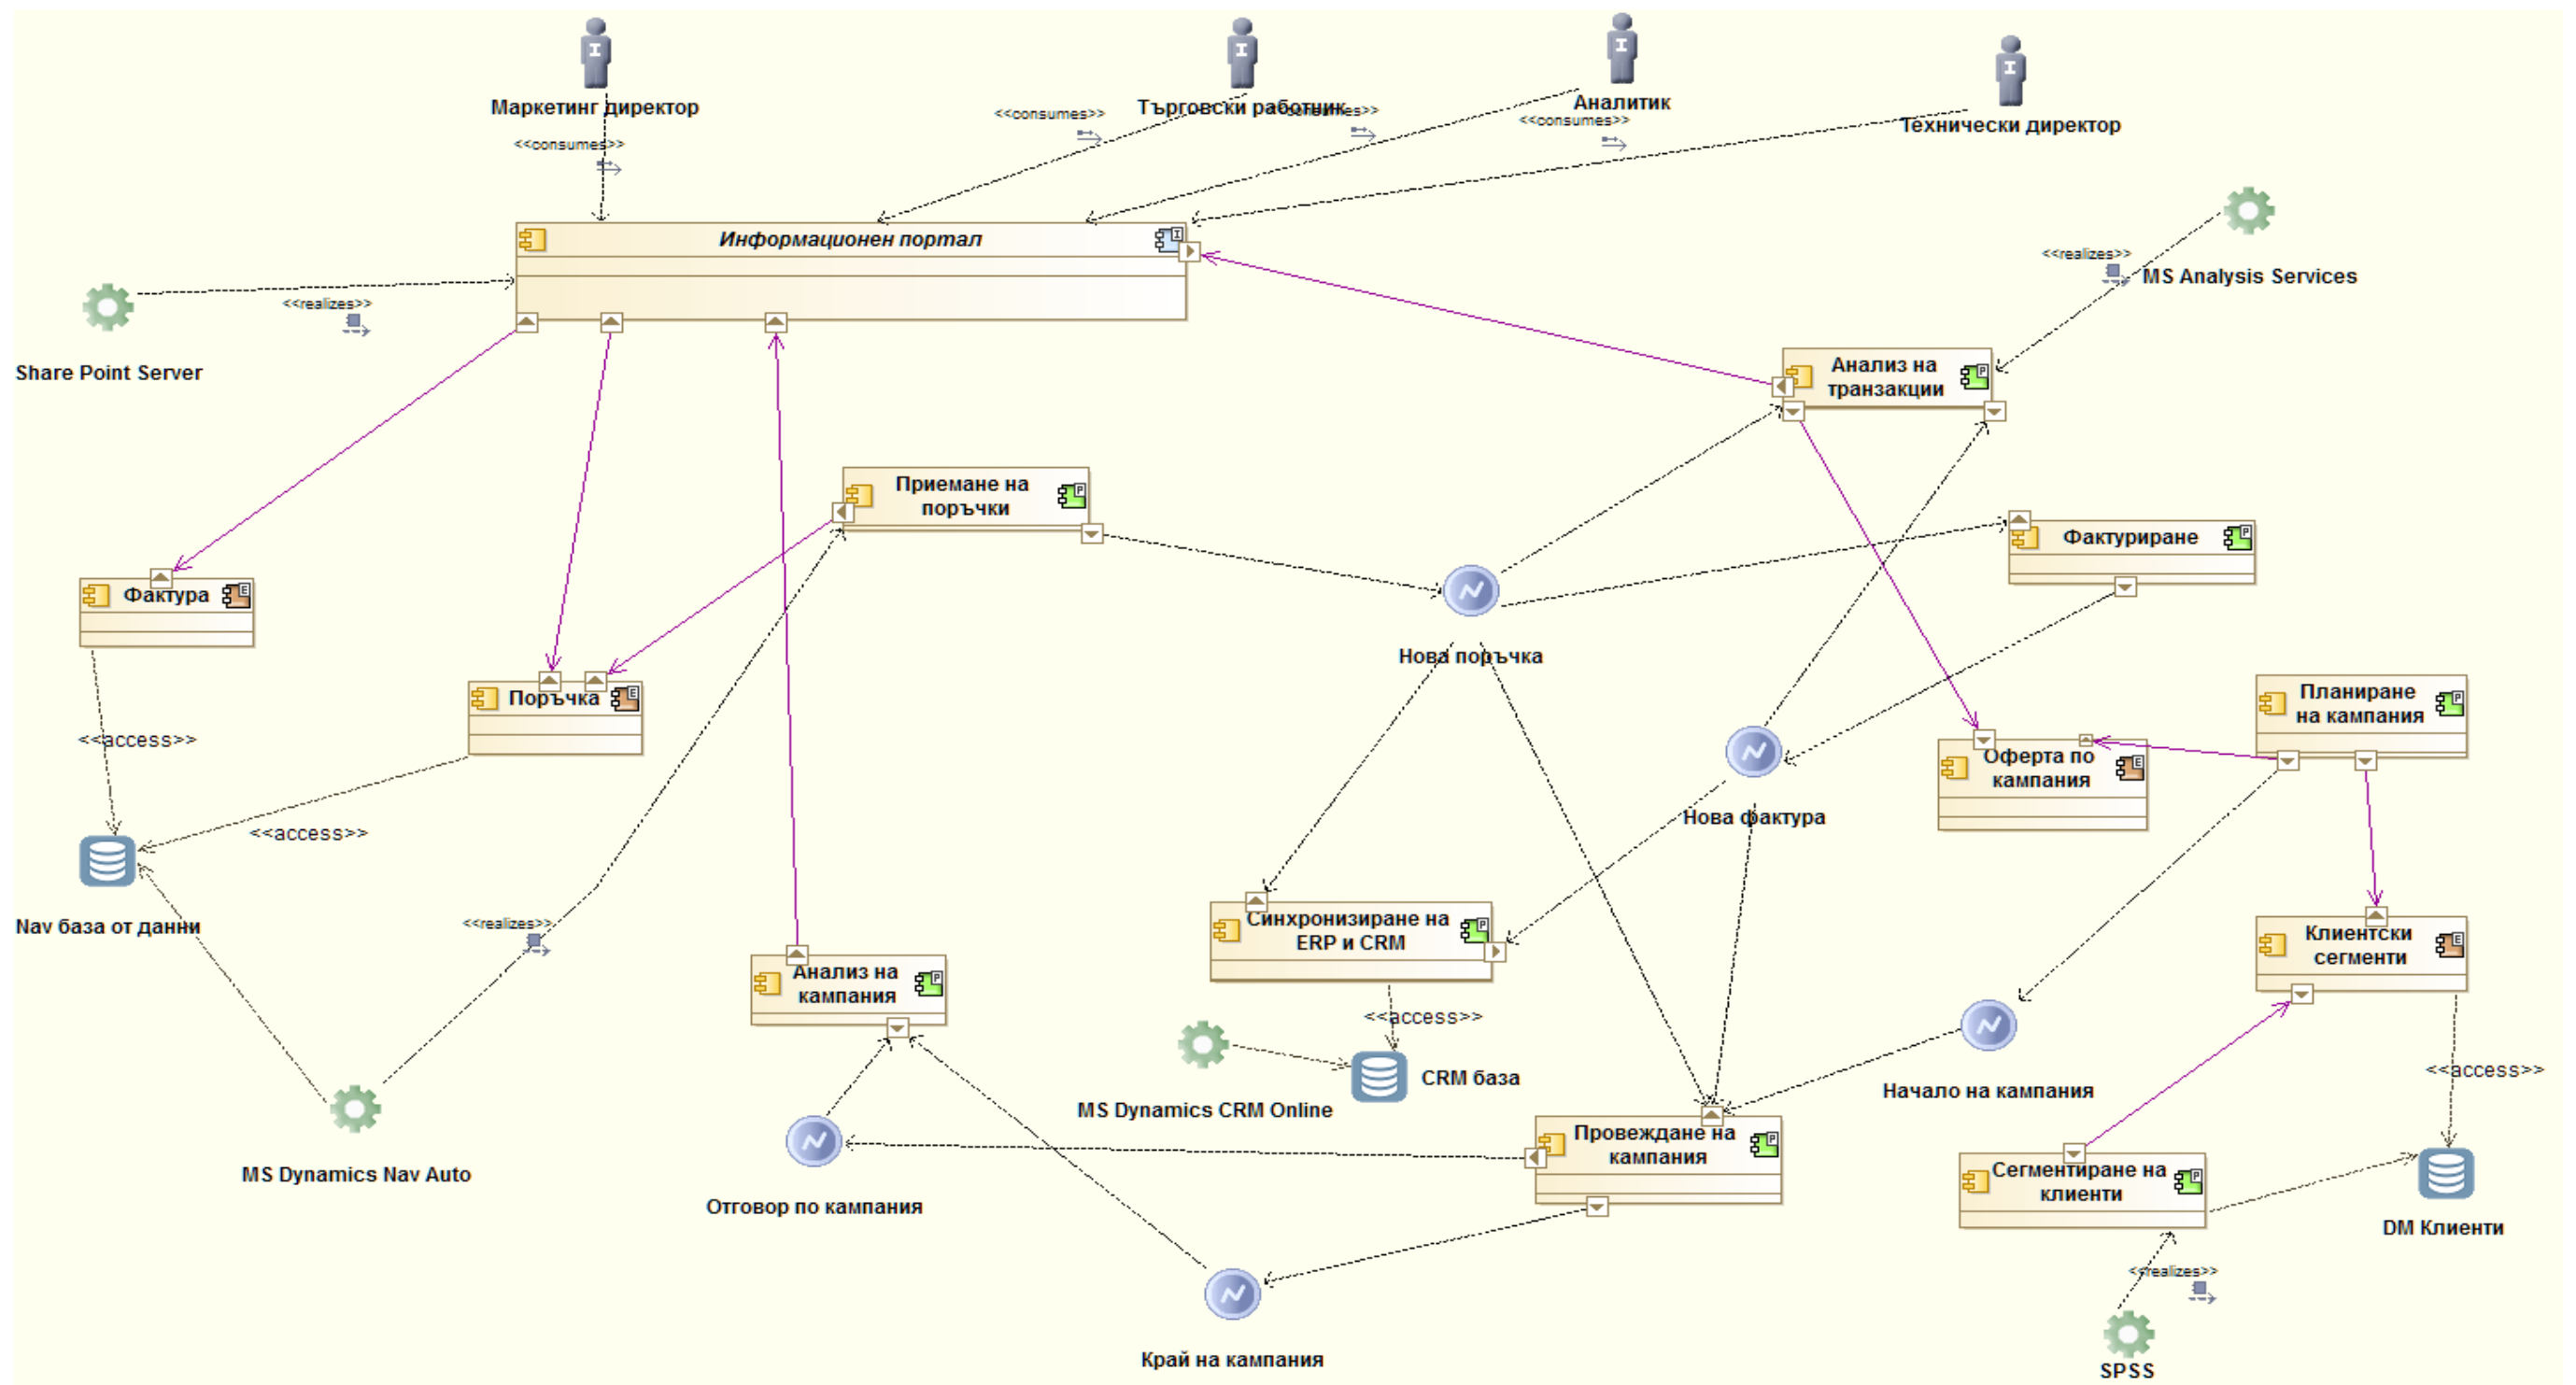 Маркетинг директор
Търговски работник
Аналитик
Технически директор
<<consumes>>
<<consumes>>
<<consumes>>
<<consumes>>
Информационен портал
<<realizes>>
MS Analysis Services
<<realizes>>
Share Point Server
Анализ на
транзакции
Приемане на
поръчки
Фактуриране
Фактура
Нова поръчка
Поръчка
Планиране
на кампания
<<access>>
Оферта по
кампания
Нова фактура
<<access>>
Nav база от данни
<<realizes>>
Синхронизиране на
ERP и CRM
Клиентски
сегменти
Анализ на
кампания
<<access>>
<<access>>
CRM база
MS Dynamics CRM Online
Начало на кампания
Провеждане на
кампания
MS Dynamics Nav Auto
Сегментиране на
клиенти
Отговор по кампания
DM Клиенти
<<realizes>>
Край на кампания
SPSS